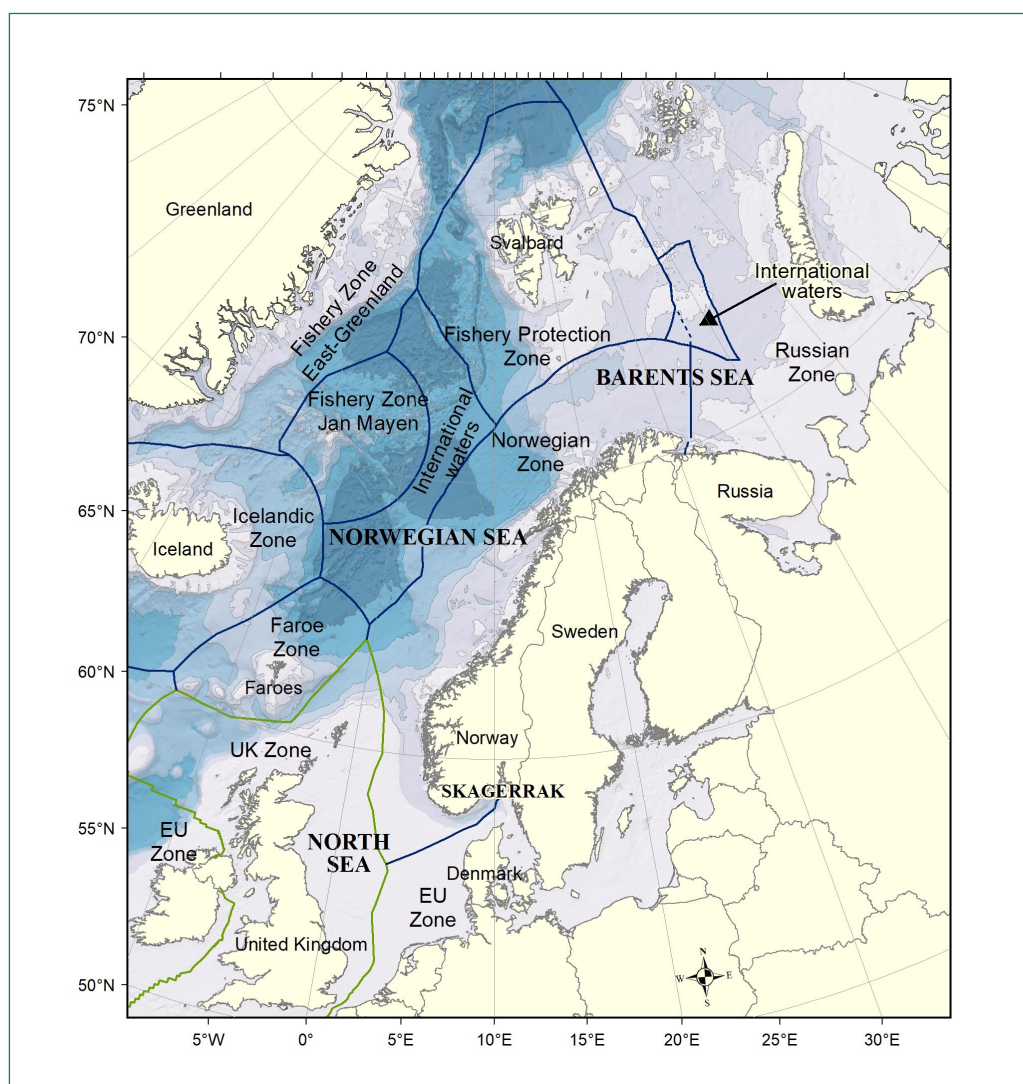 75°N
70°N
65°N
60°N
55°N
50°N
Greenland
Svalbard
Fishery Zone
East-Greenland
International
waters
Fishery Protection
Zone
Russian
Zone
BARENTS SEA
Fishery Zone
Jan Mayen
International
waters
Norwegian
Zone
Russia
Icelandic
Zone
NORWEGIAN SEA
Iceland
Faroe
Zone
Sweden
Faroes
UK Zone
Norway
SKAGERRAK
NORTH
SEA
EU
Zone
Denmark
EU
Zone
United Kingdom
N
W
E
S
5°W
0°
5°E
10°E
15°E
20°E
25°E
30°E